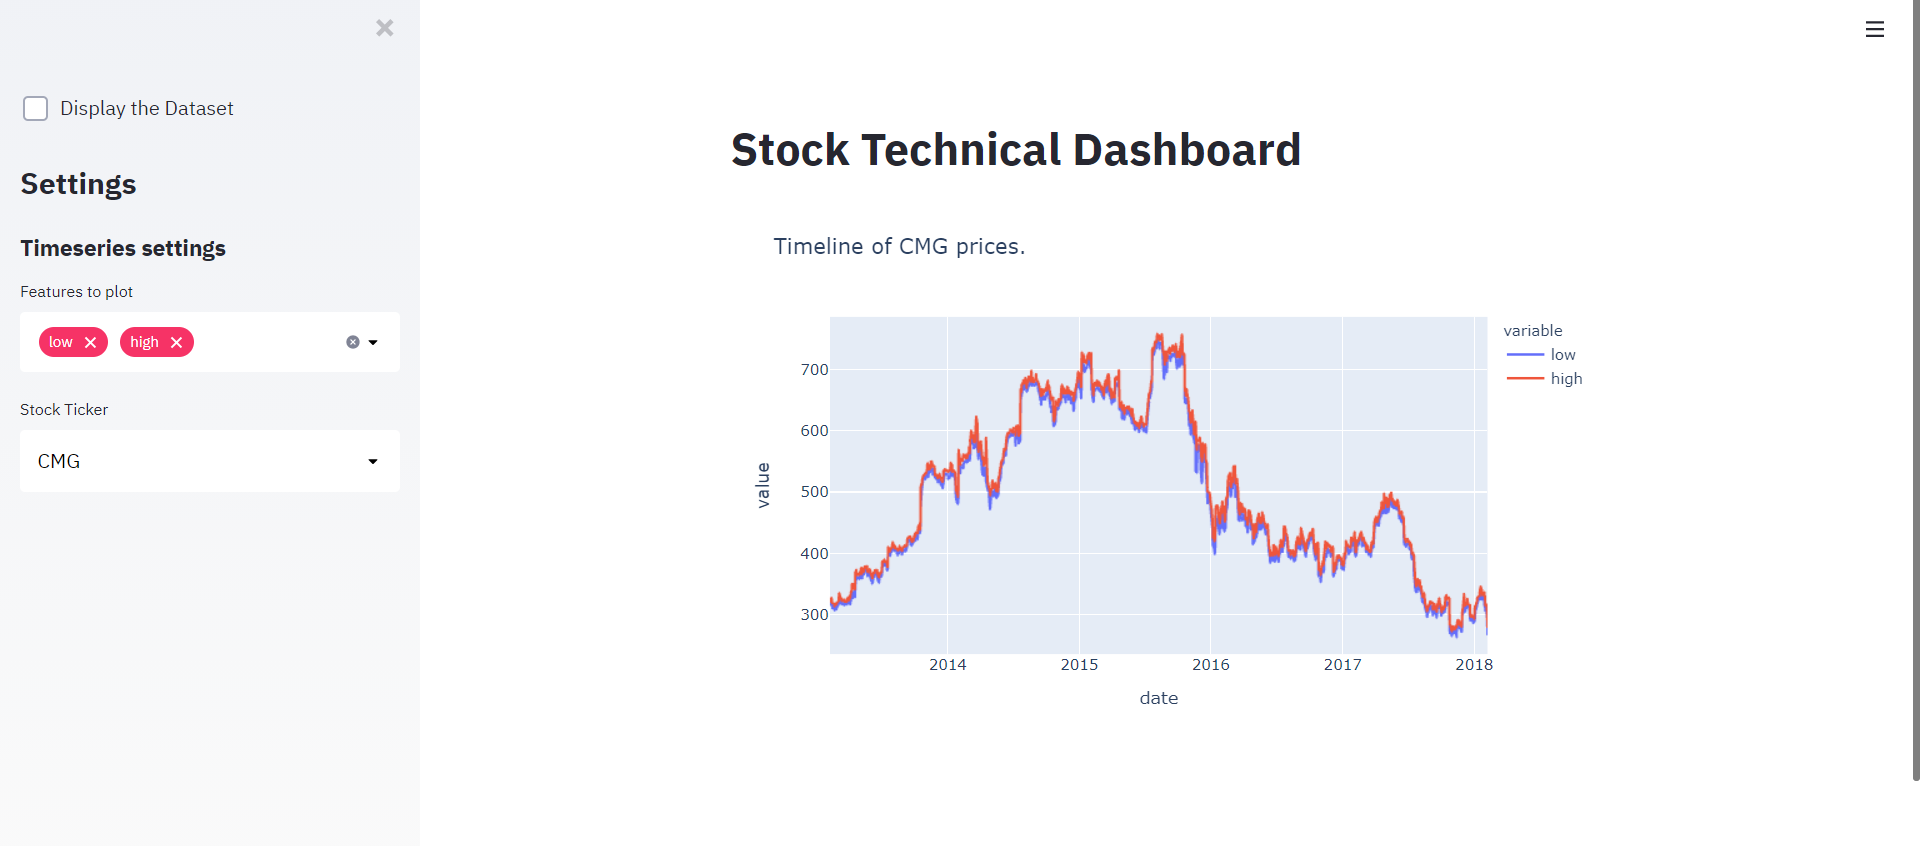 Display the Dataset
Settings
Timeseries settings
Features to plot
low
high
Stock Ticker
CMG
Stock Technical Dashboard
Timeline of CMG prices.
variable
low
high
700
600
500
400
300
value
2014
2015
2016
2017
2018
date